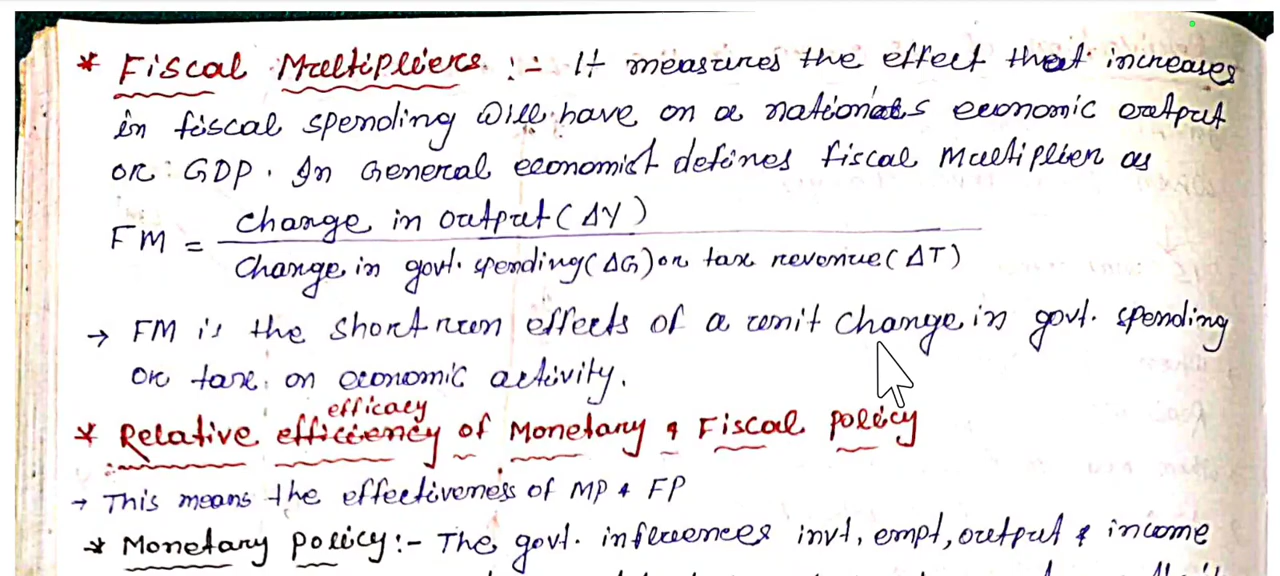 * Fiscal Multipliers :- It measures the effect that increases
in fiscal spending will have on a nation's economic output
or GDP. In General economist defines fiscal multiplier as
FM = Change in output (ΔY)
Change in govt. spending (ΔG) or tax revenue (ΔT)
→ FM is the short run effects of a unit change in govt. spending
or tax on economic activity.
efficacy
* Relative efficiency of Monetary & Fiscal policy
→ This means the effectiveness of MP & FP
* Monetary policy :- The govt. influences invt, empt, output & income